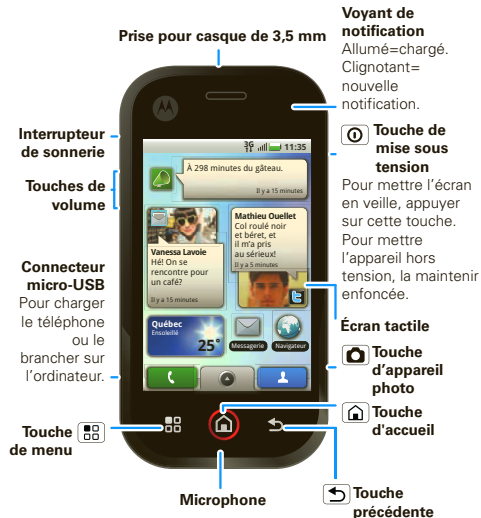 Prise pour casque de 3,5 mm
Voyant de
notification
Allumé=chargé.
Clignotant=
nouvelle
notification.
Interrupteur
de sonnerie
Touches de
volume
Connecteur
micro-USB
Pour charger
le téléphone
ou le
brancher sur
l'ordinateur.
Touche
de menu
3G
11:35
À 298 minutes du gâteau.
Il y a 15 minutes
Vanessa Lavoie
Hé! On se
rencontre pour
un café?
Il y a 15 minutes
Mathieu Ouellet
Col roulé noir
et béret, et
il m'a pris
au sérieux!
Il y a 5 minutes
Québec
Ensoleillé
25°
Messagerie
Navigateur
Touche de
mise sous
tension
Pour mettre l'écran
en veille, appuyer
sur cette touche.
Pour mettre
l'appareil hors
tension, la maintenir
enfoncée.
Écran tactile
Touche
d'appareil
photo
Touche
d'accueil
Touche
précédente
Microphone